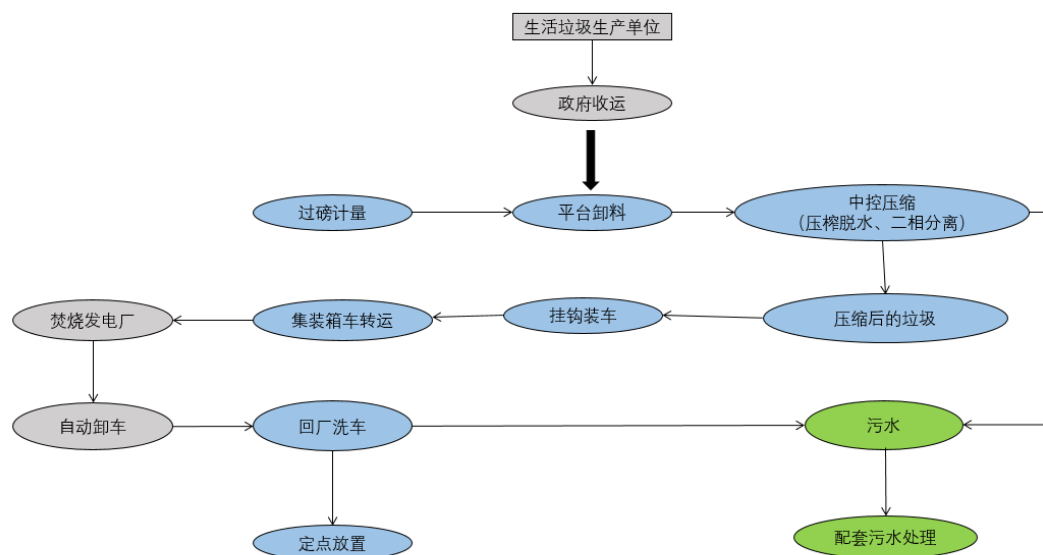 生活垃圾生产单位
政府收运
过磅计量
平台卸料
中控压缩
（压榨脱水、二相分离）
焚烧发电厂
集装箱车转运
挂钩装车
压缩后的垃圾
自动卸车
回厂洗车
污水
定点放置
配套污水处理